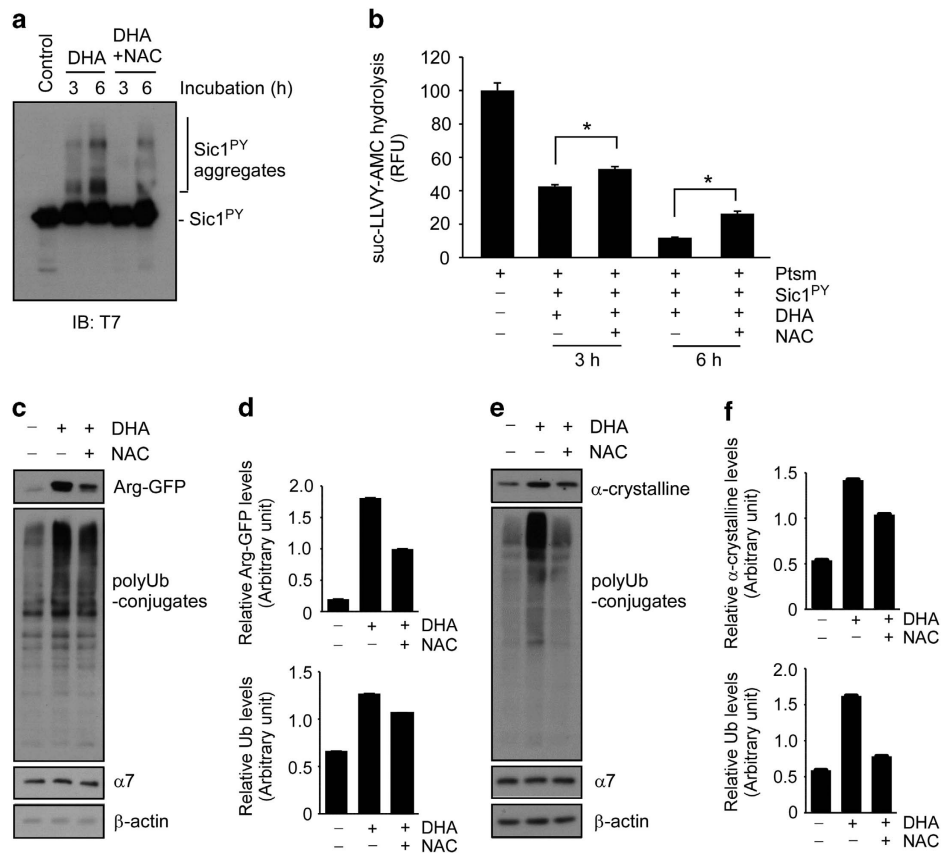 a
Control
DHA
DHA
+NAC
3 6 3 6 Incubation (h)
Sic1PY
aggregates
- Sic1PY
IB: T7
b
suc-LLVY-AMC hydrolysis
(RFU)
120
100
80
60
40
20
0
*
*
+ + + + + Ptsm
– + + + + Sic1PY
– + + + + DHA
– – + – + NAC
3 h
6 h
c
– + + DHA
– – + NAC
Arg-GFP
polyUb
-conjugates
α7
β-actin
d
Relative Arg-GFP levels
(Arbitrary unit)
2.0
1.5
1.0
0.5
0
– + + DHA
– – + NAC
Relative Ub levels
(Arbitrary unit)
1.5
1.0
0.5
0
– + + DHA
– – + NAC
e
– + + DHA
– – + NAC
α-crystalline
polyUb
-conjugates
α7
β-actin
f
Relative α-crystalline levels
(Arbitrary unit)
1.5
1.0
0.5
0
– + + DHA
– – + NAC
Relative Ub levels
(Arbitrary unit)
2.0
1.5
1.0
0.5
0
– + + DHA
– – + NAC